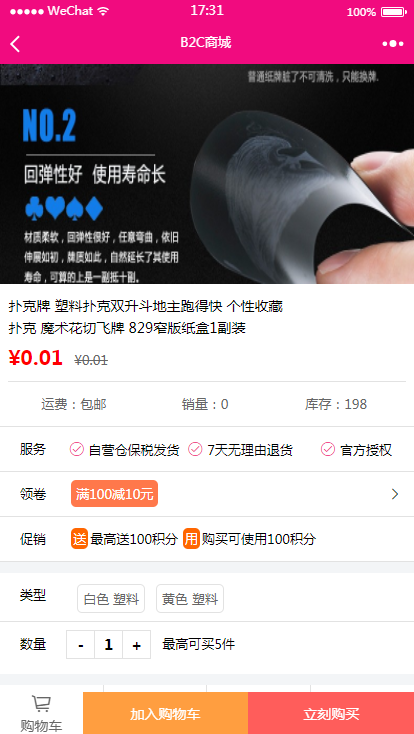 WeChat 17:31 100%
B2C商城
普通纸牌脏了不可清洗，只能换牌.
NO.2
回弹性好 使用寿命长
材质柔软，回弹性很好，任意弯曲，依旧
伸展如初，牌质如此，自然延长了其使用
寿命，可算的上是一副抵十副。
扑克牌 塑料扑克双升斗地主跑得快 个性收藏
扑克 魔术花切飞牌 829窄版纸盒1副装
¥0.01 ¥0.01
运费：包邮 销量：0 库存：198
服务 自营仓保税发货 7天无理由退货 官方授权
领卷 满100减10元
促销 送 最高送100积分 用 购买可使用100积分
类型 白色 塑料 黄色 塑料
数量 - 1 + 最高可买5件
购物车 加入购物车 立刻购买